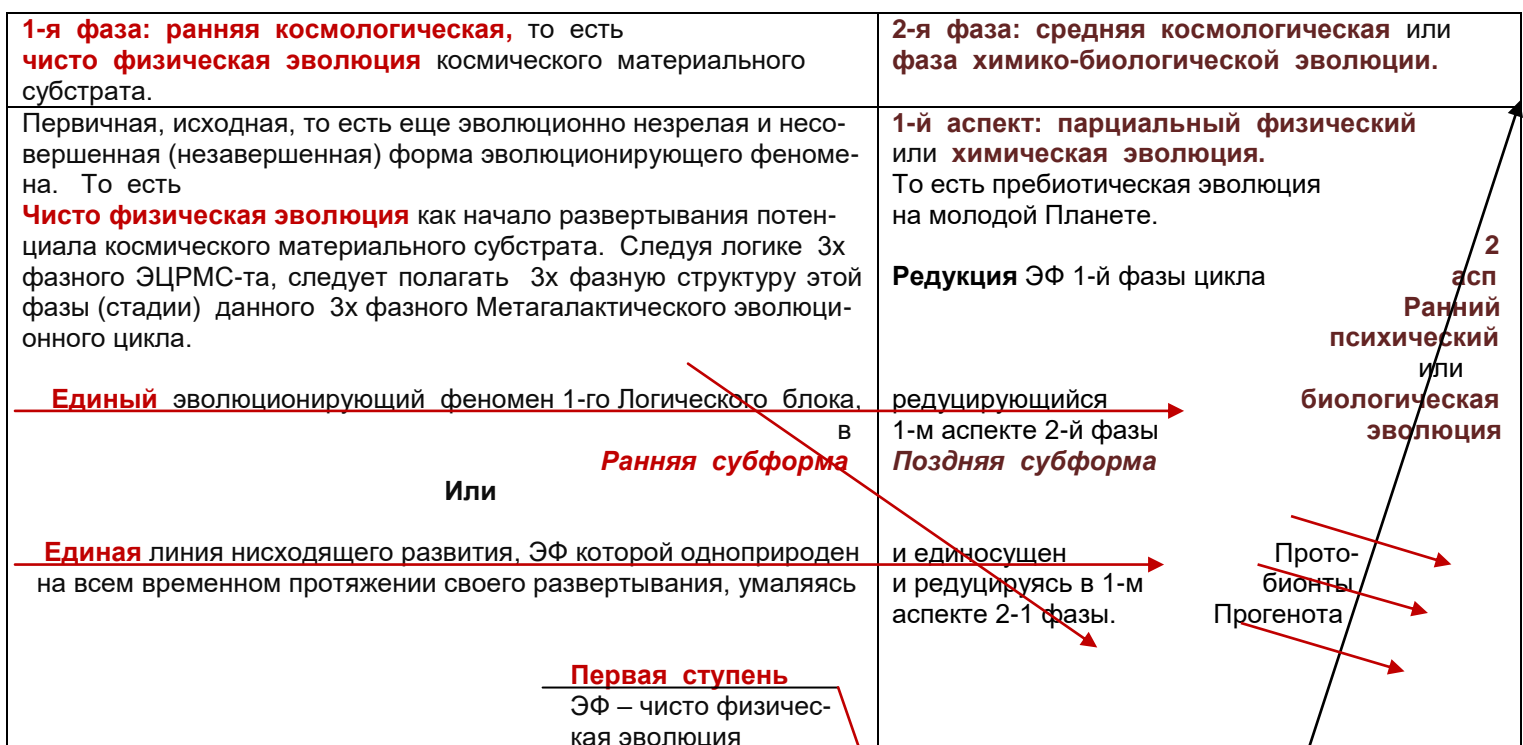 1-я фаза: ранняя космологическая, то есть
чисто физическая эволюция космического материального
субстрата.
2-я фаза: средняя космологическая или
фаза химико-биологической эволюции.
Первичная, исходная, то есть еще эволюционно незрелая и несо-
вершенная (незавершенная) форма эволюционирующего феноме-
на. То есть
Чисто физическая эволюция как начало развертывания потен-
циала космического материального субстрата. Следуя логике 3х
фазного ЭЦРМС-та, следует полагать 3х фазную структуру этой
фазы (стадии) данного 3х фазного Метагалактического эволюци-
онного цикла.
Единый эволюционирующий феномен 1-го Логического блока,
в
Ранняя субформа
Или
Единая линия нисходящего развития, ЭФ которой одноприроден
на всем временном протяжении своего развертывания, умаляясь
Первая ступень
ЭФ – чисто физичес-
кая эволюция
1-й аспект: парциальный физический
или химическая эволюция.
То есть пребиотическая эволюция
на молодой Планете.
Редукция ЭФ 1-й фазы цикла
редуцирующийся
1-м аспекте 2-й фазы
Поздняя субформа
и единосущен
и редуцируясь в 1-м
аспекте 2-1 фазы.
2
асп
Ранний
психический
или
биологическая
эволюция
Прото-
бионты
Прогенота